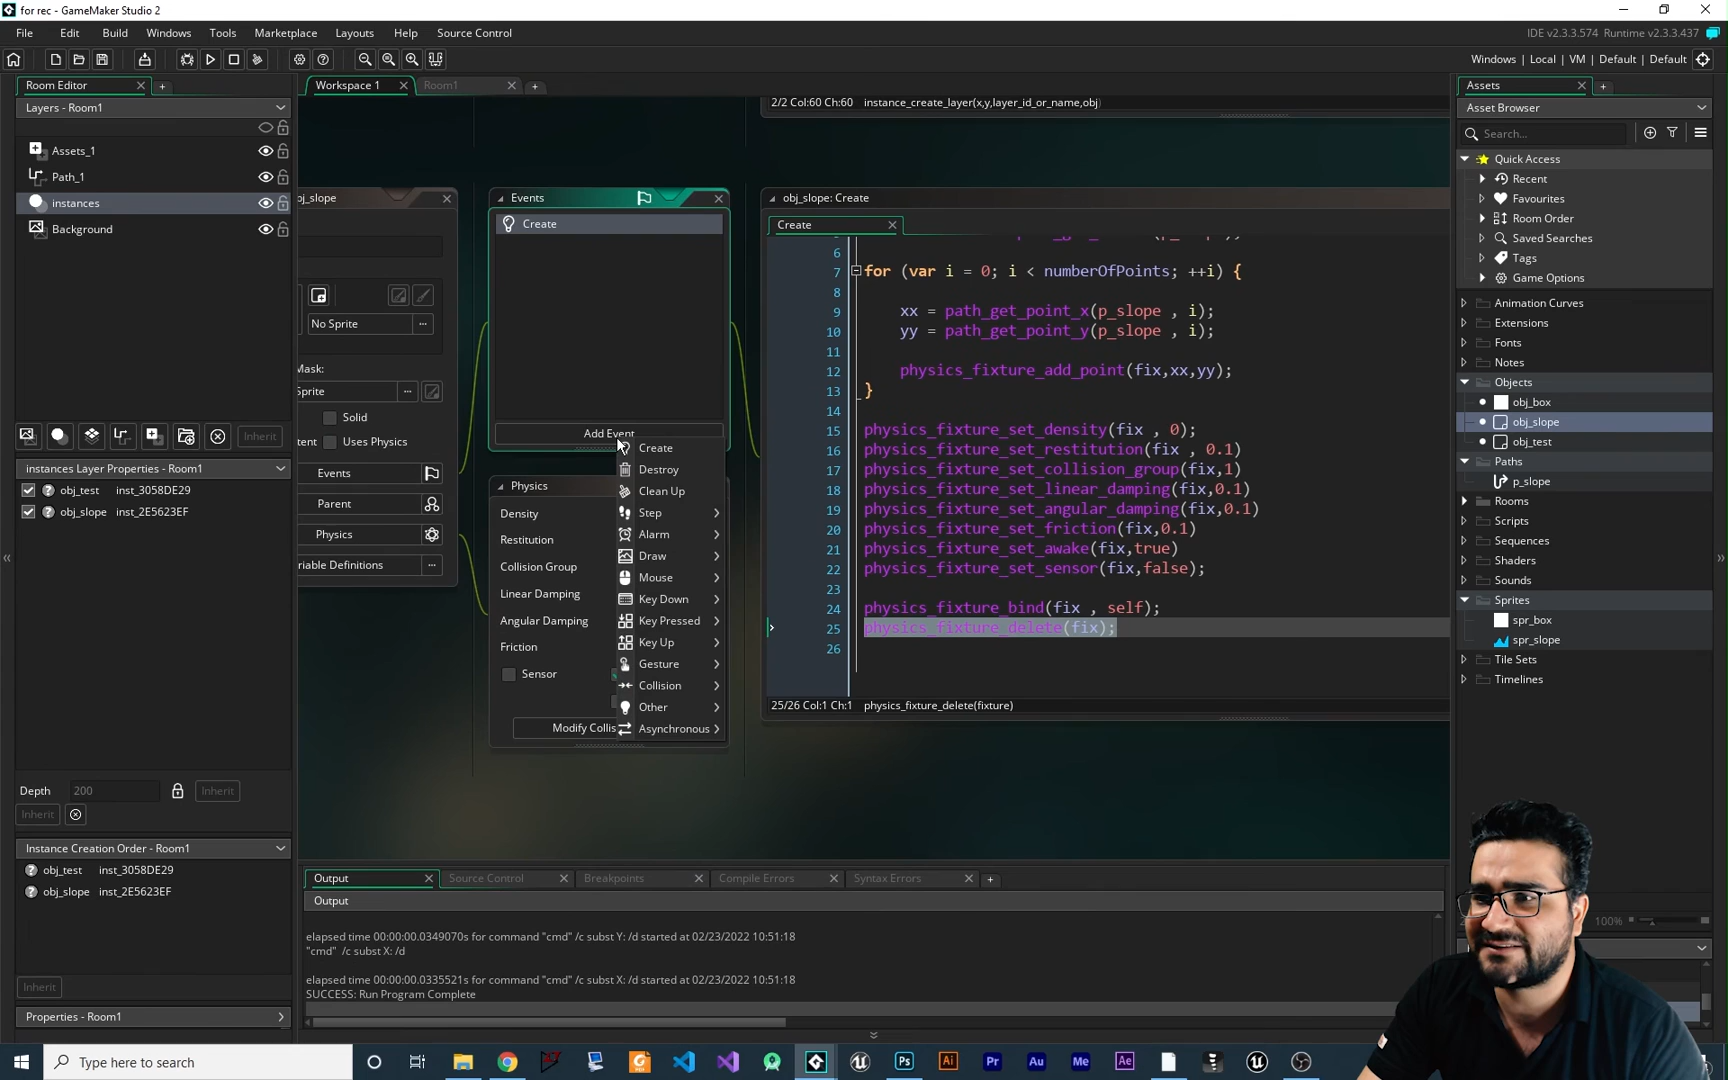 for rec - GameMaker Studio 2
File Edit Build Windows Tools Marketplace Layouts Help Source Control
IDE v2.3.3.574 Runtime v2.3.3.437
Windows | Local | VM | Default | Default
Room Editor
Layers - Room1
Assets_1
Path_1
instances
Background
Inherit
instances Layer Properties - Room1
obj_test inst_3058DE29
obj_slope inst_2E5623EF
Depth 200 Inherit
Inherit
Instance Creation Order - Room1
obj_test inst_3058DE29
obj_slope inst_2E5623EF
Inherit
Properties - Room1
Workspace 1
Room1
2/2 Col:60 Ch:60 instance_create_layer(x,y,layer_id_or_name,obj)
obj_slope
No Sprite
Mask:
Sprite
Solid
Uses Physics
Events
Parent
Physics
Events
Create
Add Event
Physics
Density
Restitution
Collision Group
Linear Damping
Angular Damping
Friction
Sensor
Modify Collis
Create
Destroy
Clean Up
Step
Alarm
Draw
Mouse
Key Down
Key Pressed
Key Up
Gesture
Collision
Other
Asynchronous
obj_slope: Create
Create
6
7 for (var i = 0; i < numberOfPoints; ++i) {
8
9 xx = path_get_point_x(p_slope , i);
10 yy = path_get_point_y(p_slope , i);
11
12 physics_fixture_add_point(fix,xx,yy);
13 }
14
15 physics_fixture_set_density(fix , 0);
16 physics_fixture_set_restitution(fix , 0.1)
17 physics_fixture_set_collision_group(fix,1)
18 physics_fixture_set_linear_damping(fix,0.1)
19 physics_fixture_set_angular_damping(fix,0.1)
20 physics_fixture_set_friction(fix,0.1)
21 physics_fixture_set_awake(fix,true)
22 physics_fixture_set_sensor(fix,false);
23
24 physics_fixture_bind(fix , self);
25 physics_fixture_delete(fix);
26
25/26 Col:1 Ch:1 physics_fixture_delete(fixture)
Output Source Control Breakpoints Compile Errors Syntax Errors
Output
elapsed time 00:00:00.0349070s for command "cmd" /c subst Y: /d started at 02/23/2022 10:51:18
"cmd" /c subst X: /d
elapsed time 00:00:00.0335521s for command "cmd" /c subst X: /d started at 02/23/2022 10:51:18
SUCCESS: Run Program Complete
Assets
Asset Browser
Search...
Quick Access
Recent
Favourites
Room Order
Saved Searches
Tags
Game Options
Animation Curves
Extensions
Fonts
Notes
Objects
obj_box
obj_slope
obj_test
Paths
p_slope
Rooms
Scripts
Sequences
Shaders
Sounds
Sprites
spr_box
spr_slope
Tile Sets
Timelines
100%
Type here to search
Ps Ai Pr Au Me Ae